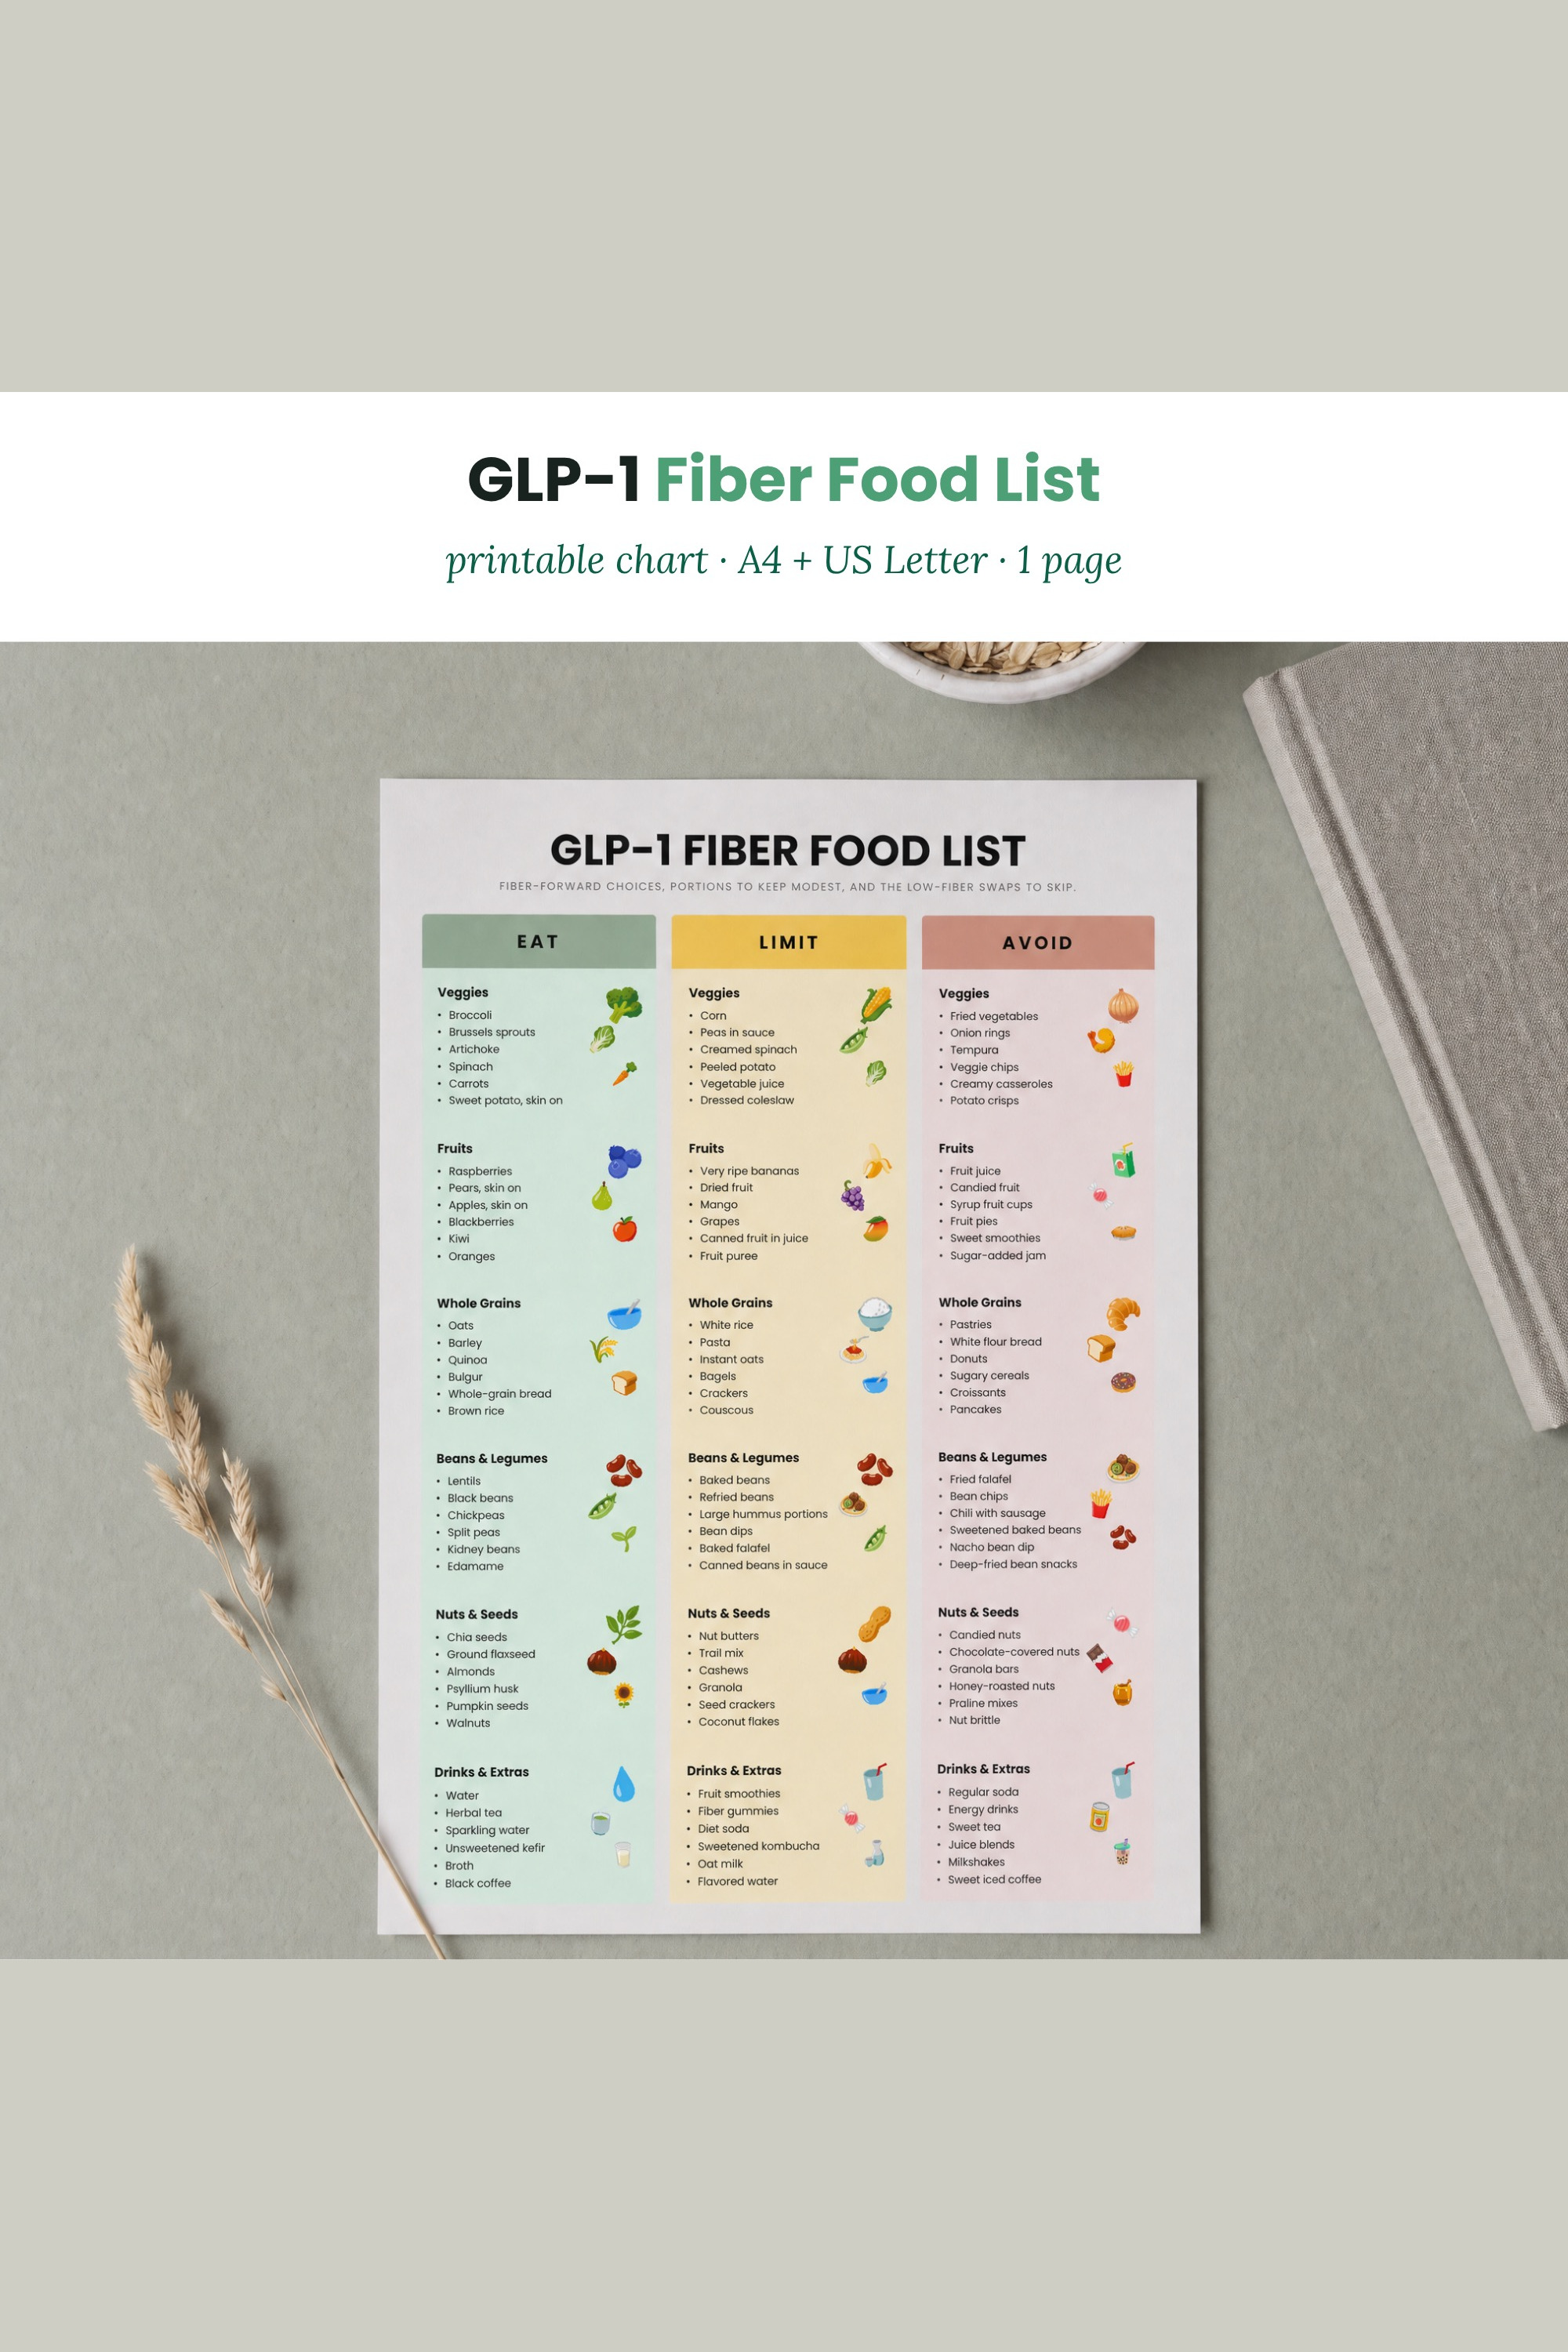 GLP-1 Fiber Food List
printable chart · A4 + US Letter · 1 page
GLP-1 FIBER FOOD LIST
FIBER-FORWARD CHOICES, PORTIONS TO KEEP MODEST, AND THE LOW-FIBER SWAPS TO SKIP.
EAT
Veggies
• Broccoli
• Brussels sprouts
• Artichoke
• Spinach
• Carrots
• Sweet potato, skin on
Fruits
• Raspberries
• Pears, skin on
• Apples, skin on
• Blackberries
• Kiwi
• Oranges
Whole Grains
• Oats
• Barley
• Quinoa
• Bulgur
• Whole-grain bread
• Brown rice
Beans & Legumes
• Lentils
• Black beans
• Chickpeas
• Split peas
• Kidney beans
• Edamame
Nuts & Seeds
• Chia seeds
• Ground flaxseed
• Almonds
• Psyllium husk
• Pumpkin seeds
• Walnuts
Drinks & Extras
• Water
• Herbal tea
• Sparkling water
• Unsweetened kefir
• Broth
• Black coffee
LIMIT
Veggies
• Corn
• Peas in sauce
• Creamed spinach
• Peeled potato
• Vegetable juice
• Dressed coleslaw
Fruits
• Very ripe bananas
• Dried fruit
• Mango
• Grapes
• Canned fruit in juice
• Fruit puree
Whole Grains
• White rice
• Pasta
• Instant oats
• Bagels
• Crackers
• Couscous
Beans & Legumes
• Baked beans
• Refried beans
• Large hummus portions
• Bean dips
• Baked falafel
• Canned beans in sauce
Nuts & Seeds
• Nut butters
• Trail mix
• Cashews
• Granola
• Seed crackers
• Coconut flakes
Drinks & Extras
• Fruit smoothies
• Fiber gummies
• Diet soda
• Sweetened kombucha
• Oat milk
• Flavored water
AVOID
Veggies
• Fried vegetables
• Onion rings
• Tempura
• Veggie chips
• Creamy casseroles
• Potato crisps
Fruits
• Fruit juice
• Candied fruit
• Syrup fruit cups
• Fruit pies
• Sweet smoothies
• Sugar-added jam
Whole Grains
• Pastries
• White flour bread
• Donuts
• Sugary cereals
• Croissants
• Pancakes
Beans & Legumes
• Fried falafel
• Bean chips
• Chili with sausage
• Sweetened baked beans
• Nacho bean dip
• Deep-fried bean snacks
Nuts & Seeds
• Candied nuts
• Chocolate-covered nuts
• Granola bars
• Honey-roasted nuts
• Praline mixes
• Nut brittle
Drinks & Extras
• Regular soda
• Energy drinks
• Sweet tea
• Juice blends
• Milkshakes
• Sweet iced coffee